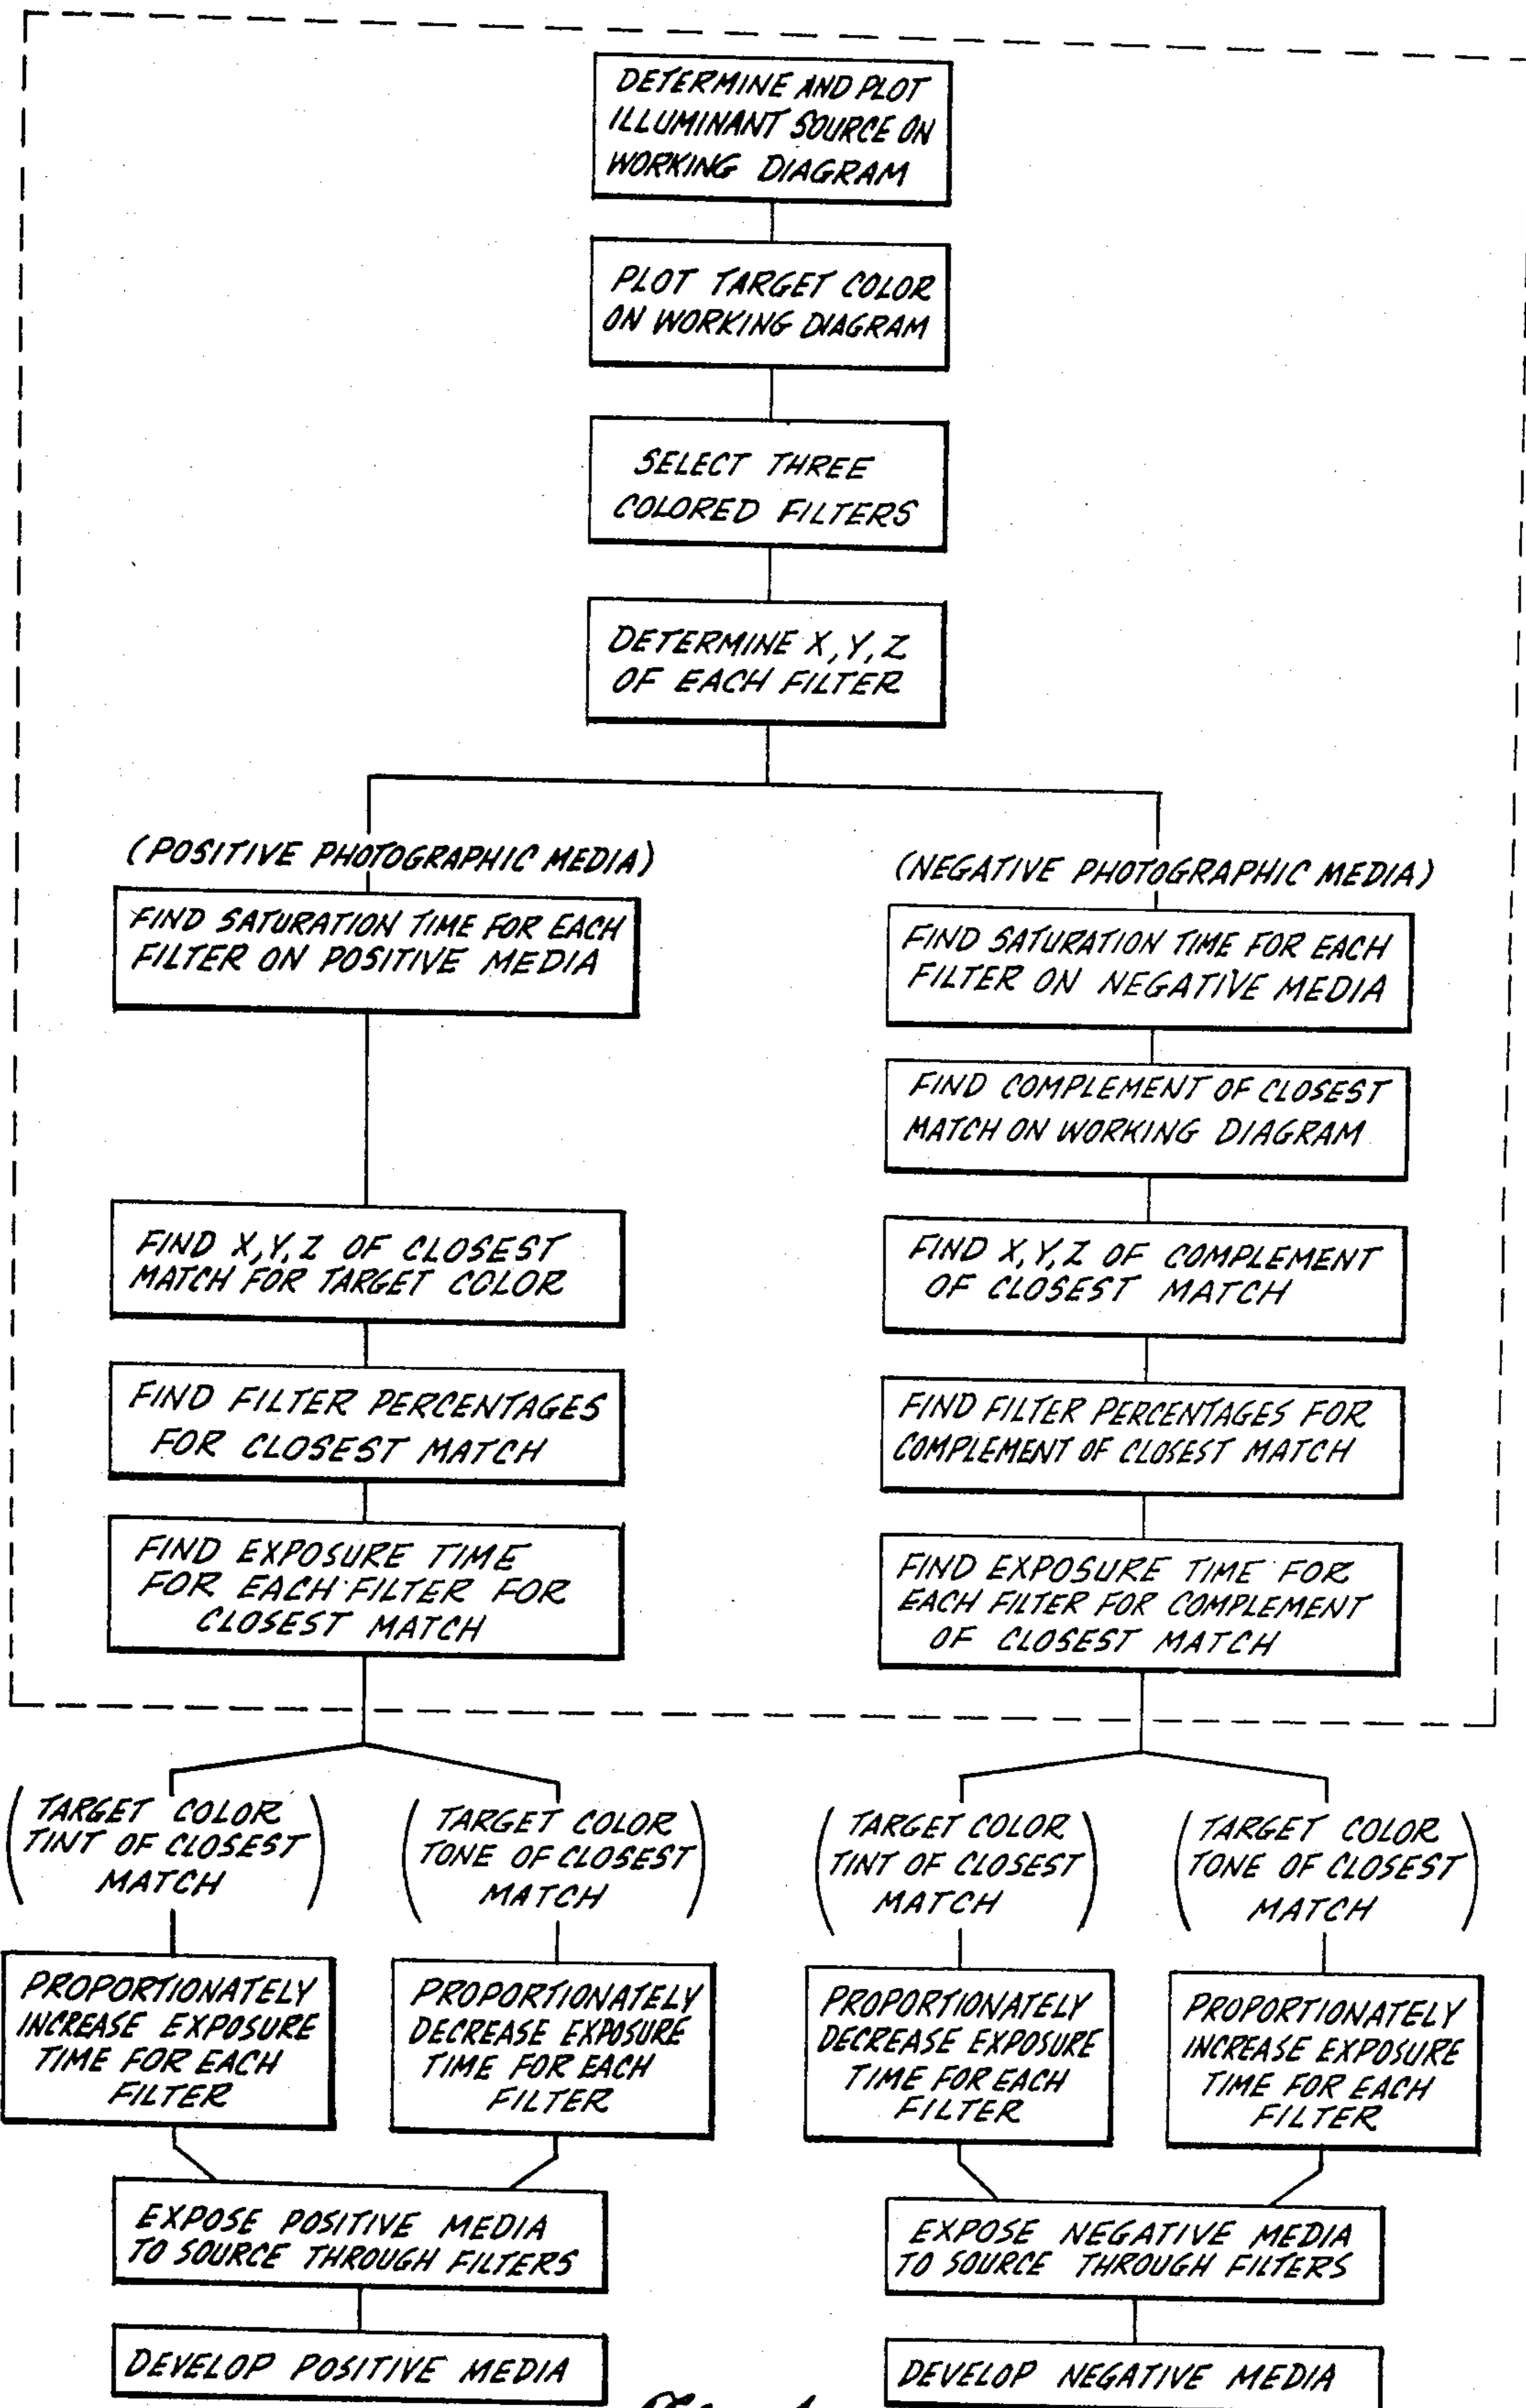 DETERMINE AND PLOT
ILLUMINANT SOURCE ON
WORKING DIAGRAM
PLOT TARGET COLOR
ON WORKING DIAGRAM
SELECT THREE
COLORED FILTERS
DETERMINE X, Y, Z
OF EACH FILTER
(POSITIVE PHOTOGRAPHIC MEDIA)
FIND SATURATION TIME FOR EACH
FILTER ON POSITIVE MEDIA
FIND X, Y, Z OF CLOSEST
MATCH FOR TARGET COLOR
FIND FILTER PERCENTAGES
FOR CLOSEST MATCH
FIND EXPOSURE TIME
FOR EACH FILTER FOR
CLOSEST MATCH
(NEGATIVE PHOTOGRAPHIC MEDIA)
FIND SATURATION TIME FOR EACH
FILTER ON NEGATIVE MEDIA
FIND COMPLEMENT OF CLOSEST
MATCH ON WORKING DIAGRAM
FIND X, Y, Z OF COMPLEMENT
OF CLOSEST MATCH
FIND FILTER PERCENTAGES FOR
COMPLEMENT OF CLOSEST MATCH
FIND EXPOSURE TIME FOR
EACH FILTER FOR COMPLEMENT
OF CLOSEST MATCH
(TARGET COLOR
TINT OF CLOSEST
MATCH)
(TARGET COLOR
TONE OF CLOSEST
MATCH)
(TARGET COLOR
TINT OF CLOSEST
MATCH)
(TARGET COLOR
TONE OF CLOSEST
MATCH)
PROPORTIONATELY
INCREASE EXPOSURE
TIME FOR EACH
FILTER
PROPORTIONATELY
DECREASE EXPOSURE
TIME FOR EACH
FILTER
PROPORTIONATELY
DECREASE EXPOSURE
TIME FOR EACH
FILTER
PROPORTIONATELY
INCREASE EXPOSURE
TIME FOR EACH
FILTER
EXPOSE POSITIVE MEDIA
TO SOURCE THROUGH FILTERS
EXPOSE NEGATIVE MEDIA
TO SOURCE THROUGH FILTERS
DEVELOP POSITIVE MEDIA
DEVELOP NEGATIVE MEDIA